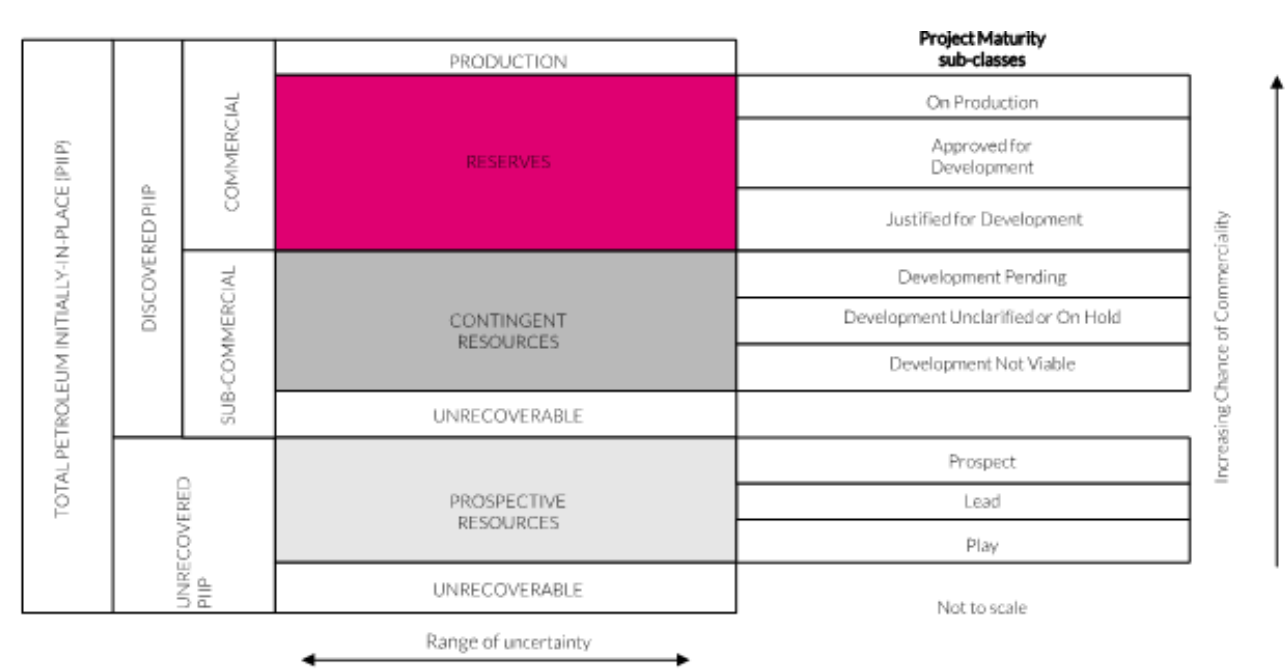 Project Maturity
sub-classes
PRODUCTION
On Production
RESERVES
Approved for
Development
Justified for Development
COMMERCIAL
Development Pending
CONTINGENT
RESOURCES
Development Unclarified or On Hold
Development Not Viable
SUB-COMMERCIAL
UNRECOVERABLE
DISCOVERED PIIP
TOTAL PETROLEUM INITIALLY-IN-PLACE (PIIP)
Prospect
PROSPECTIVE
RESOURCES
Lead
Play
UNRECOVERED
PIIP
UNRECOVERABLE
Increasing Chance of Commerciality
Not to scale
Range of uncertainty